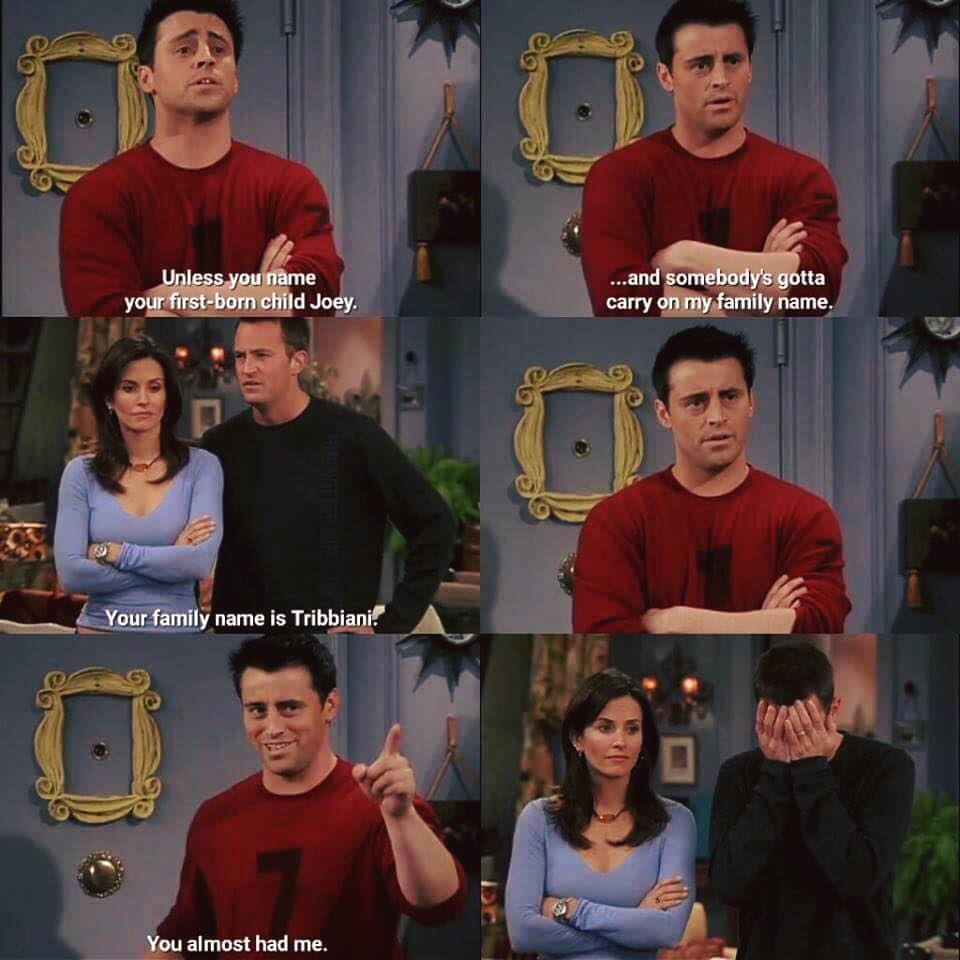 Unless you name
your first-born child Joey.
...and somebody's gotta
carry on my family name.
Your family name is Tribbiani.
7
You almost had me.